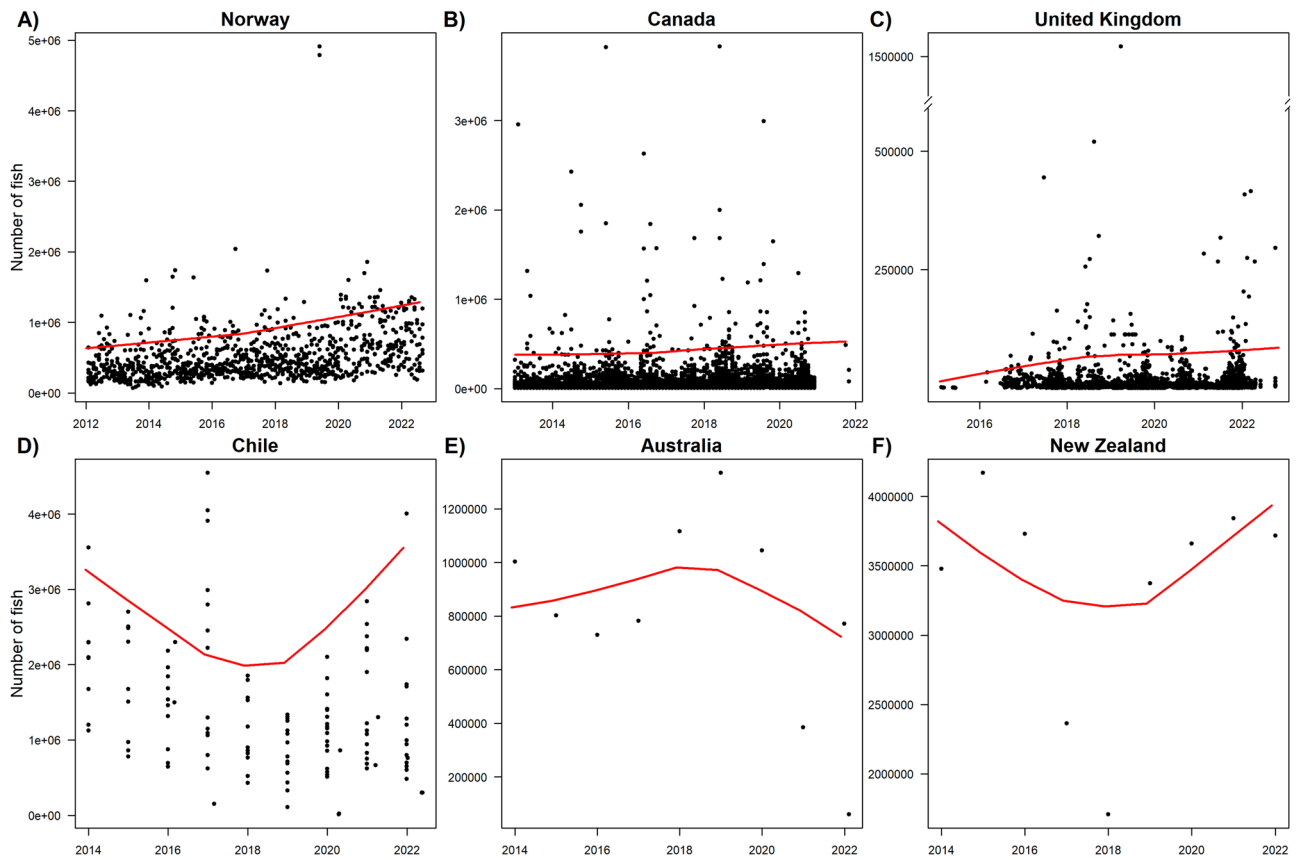 A) Norway
B) Canada
C) United Kingdom
Number of fish
5e+06
4e+06
3e+06
2e+06
1e+06
0e+00
2012 2014 2016 2018 2020 2022
3e+06
2e+06
1e+06
0e+00
2014 2016 2018 2020 2022
1500000
500000
250000
2016 2018 2020 2022
D) Chile
E) Australia
F) New Zealand
Number of fish
4e+06
3e+06
2e+06
1e+06
0e+00
2014 2016 2018 2020 2022
1200000
1000000
800000
600000
400000
200000
2014 2016 2018 2020 2022
4000000
3500000
3000000
2500000
2000000
2014 2016 2018 2020 2022